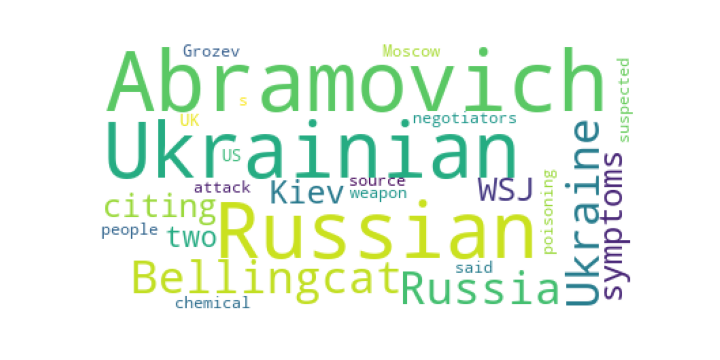 Grozev
Moscow
Abramovich
suspected
s
UK
negotiators
Ukrainian
US
Ukraine
symptoms
attack
source
Kiev
weapon
WSJ
poisoning
citing
people
two
Russian
Bellingcat
said
Russia
chemical